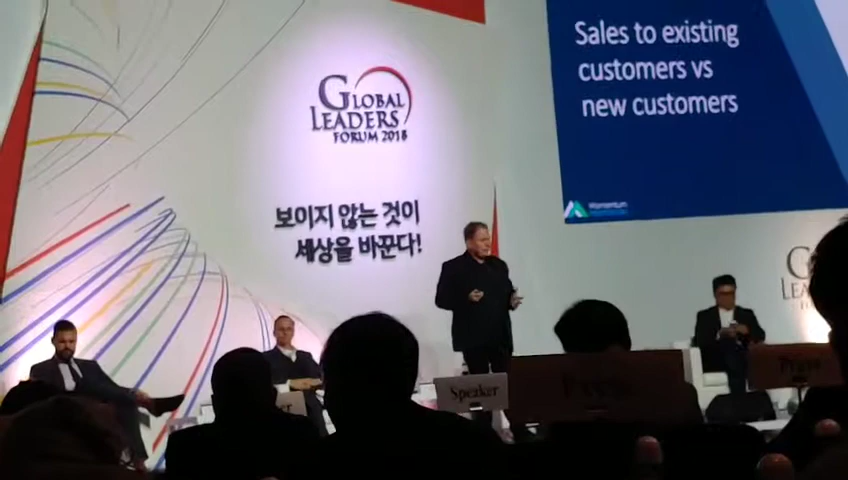 Sales to existing
customers vs
new customers
Momentum
GLOBAL
LEADERS
FORUM 2018
보이지 않는 것이
세상을 바꾼다!
Speaker
Press